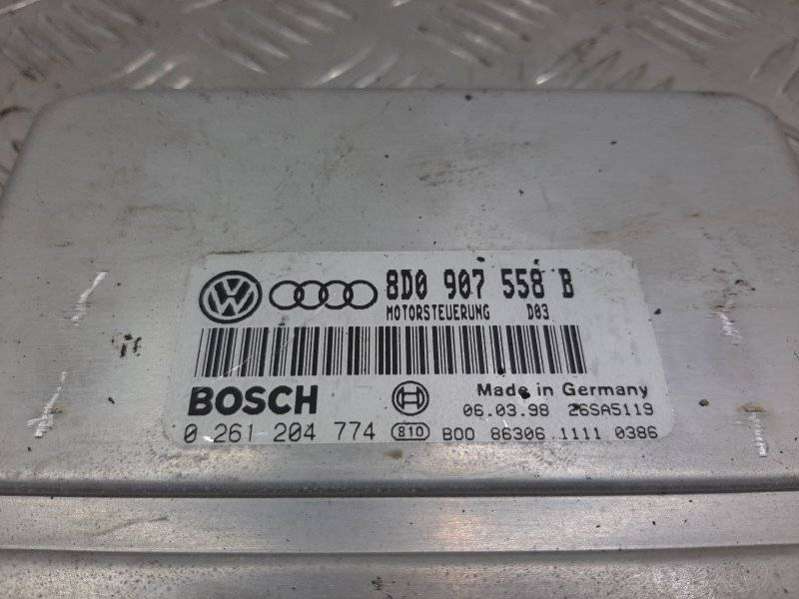 8D0 907 558 B
MOTORSTEUERUNG D03
BOSCH Made in Germany
06.03.98 26SA5119
0 261 204 774 810 B00 86306.1111 0386